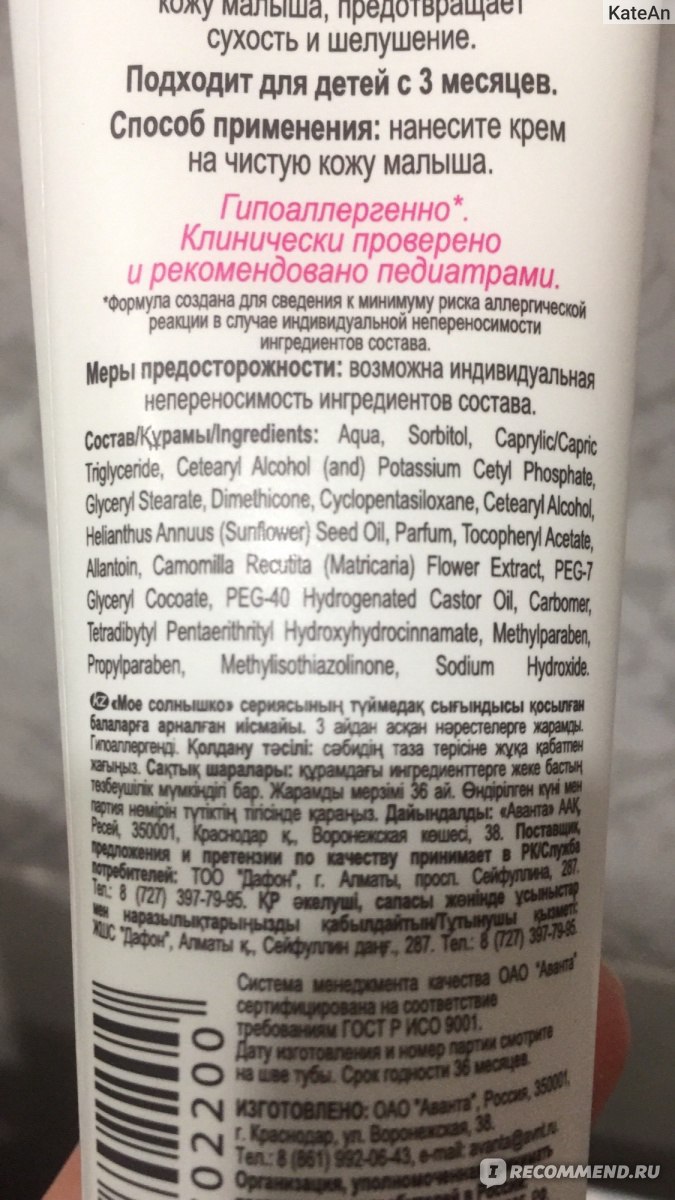 KateAn
кожу малыша, предотвращает
сухость и шелушение.
Подходит для детей с 3 месяцев.
Способ применения: нанесите крем
на чистую кожу малыша.
Гипоаллергенно*.
Клинически проверено
и рекомендовано педиатрами.
*Формула создана для сведения к минимуму риска аллергической
реакции в случае индивидуальной непереносимости
ингредиентов состава.
Меры предосторожности: возможна индивидуальная
непереносимость ингредиентов состава.
Состав/Құрамы/Ingredients: Aqua, Sorbitol, Caprylic/Capric
Triglyceride, Cetearyl Alcohol (and) Potassium Cetyl Phosphate,
Glyceryl Stearate, Dimethicone, Cyclopentasiloxane, Cetearyl Alcohol,
Helianthus Annuus (Sunflower) Seed Oil, Parfum, Tocopheryl Acetate,
Allantoin, Camomilla Recutita (Matricaria) Flower Extract, PEG-7
Glyceryl Cocoate, PEG-40 Hydrogenated Castor Oil, Carbomer,
Tetradibytyl Pentaerithrityl Hydroxyhydrocinnamate, Methylparaben,
Propylparaben, Methylisothiazolinone, Sodium Hydroxide.
KZ «Мое солнышко» сериясының түймедақ сығындысы қосылған
балаларға арналған иісмайы. 3 айдан асқан нәрестелерге жарамды.
Гипоаллергенді. Қолдану тәсілі: сәбидің таза терісіне жұқа қабатпен
жағыңыз. Сақтық шаралары: құрамдағы ингредиенттерге жеке бастың
төзбеушілік мүмкіндігі бар. Жарамды мерзімі 36 ай. Өндірілген күні мен
партия нөмірін түтіктің тігісінде қараңыз. Дайындалды: «Аванта» ААҚ,
Ресей, 350001, Краснодар қ., Воронежская көшесі, 38. Поставщик,
предложения и претензии по качеству принимает в РК/Служба
потребителей: ТОО "Дафон", г. Алматы, просп. Сейфуллина, 287.
Тел.: 8 (727) 397-79-95. ҚР әкелуші, сапасы жөнінде ұсыныстар
мен наразылықтарыңызды қабылдайтын/Тұтынушы қызметі:
ЖШС "Дафон", Алматы қ., Сейфуллин даңғ., 287. Тел.: 8 (727) 397-79-95.
Система менеджмента качества ОАО "Аванта"
сертифицирована на соответствие
требованиям ГОСТ Р ИСО 9001.
Дату изготовления и номер партии смотрите
на шве тубы. Срок годности 36 месяцев.
ИЗГОТОВЛЕНО: ОАО "Аванта", Россия, 350001,
г. Краснодар, ул. Воронежская, 38.
Тел.: 8 (861) 992-06-43, e-mail: avanta@avnt.ru.
Организация, уполномоченная
02200
IRECOMMEND.RU